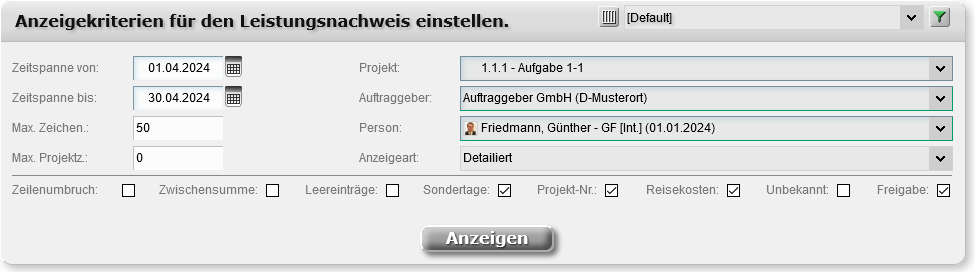 Anzeigekriterien für den Leistungsnachweis einstellen. [Default]
Zeitspanne von: 01.04.2024 Projekt: 1.1.1 - Aufgabe 1-1
Zeitspanne bis: 30.04.2024 Auftraggeber: Auftraggeber GmbH (D-Musterort)
Max. Zeichen.: 50 Person: Friedmann, Günther - GF [Int.] (01.01.2024)
Max. Projektz.: 0 Anzeigeart: Detailiert
Zeilenumbruch: Zwischensumme: Leereinträge: Sondertage: Projekt-Nr.: Reisekosten: Unbekannt: Freigabe:
Anzeigen